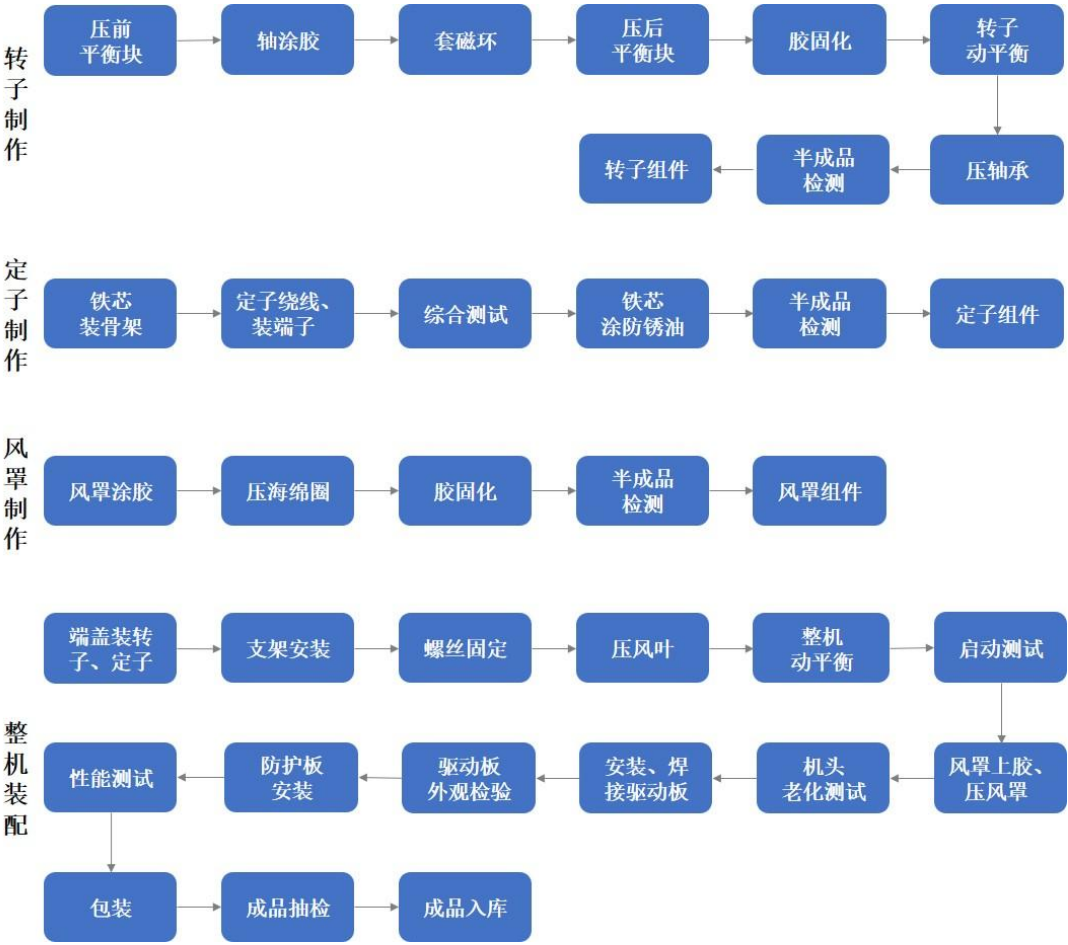 转子制作
压前
平衡块
轴涂胶
套磁环
压后
平衡块
胶固化
转子
动平衡
压轴承
半成品
检测
转子组件
定子制作
铁芯
装骨架
定子绕线、
装端子
综合测试
铁芯
涂防锈油
半成品
检测
定子组件
风罩制作
风罩涂胶
压海绵圈
胶固化
半成品
检测
风罩组件
整机装配
端盖装转
子、定子
支架安装
螺丝固定
压风叶
整机
动平衡
启动测试
风罩上胶、
压风罩
机头
老化测试
安装、焊
接驱动板
驱动板
外观检验
防护板
安装
性能测试
包装
成品抽检
成品入库